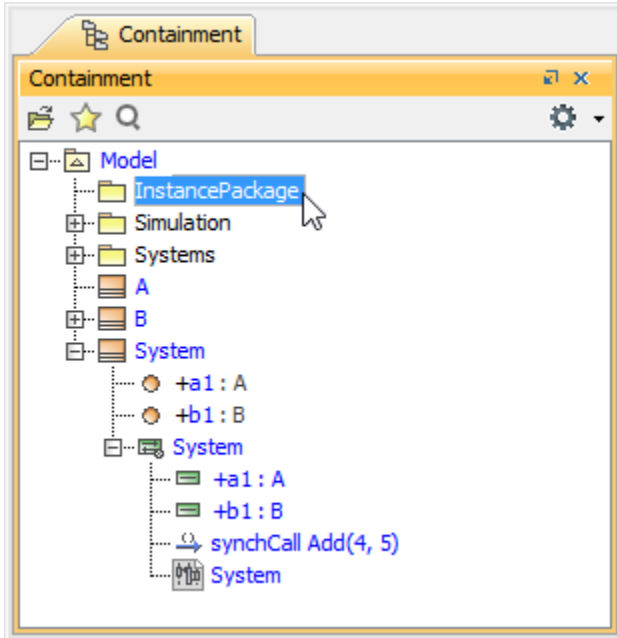 Containment
Containment
Model
InstancePackage
Simulation
Systems
A
B
System
+a1 : A
+b1 : B
System
+a1 : A
+b1 : B
synchCall Add(4, 5)
System